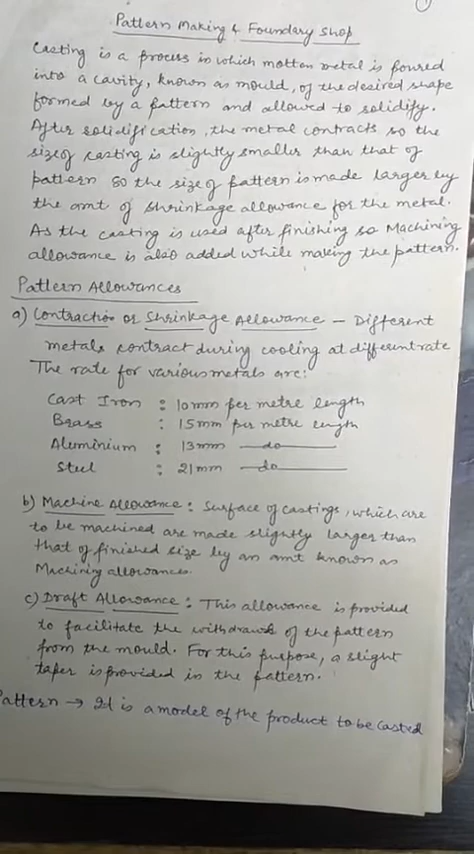 Pattern Making & Foundary Shop
Casting is a process in which motton metal is poured
into a cavity, known as mould, of the desired shape
formed by a pattern and allowed to solidify.
After solidification, the metal contracts so the
size of casting is slightly smaller than that of
pattern so the size of pattern is made larger by
the amt of shrinkage allowance for the metal.
As the casting is used after finishing so Machining
allowance is also added while making the pattern.
Pattern Allowances
a) Contraction or Shrinkage Allowance – Different
metals contract during cooling at different rate
The rate for various metals are:
Cast Iron : 10mm per metre length
Brass : 15mm per metre length
Aluminium : 13mm —do—
Steel : 21mm —do—
b) Machine Allowance : Surface of castings, which are
to be machined are made slightly larger than
that of finished size by an amt known as
Machining allowances.
c) Draft Allowance : This allowance is provided
to facilitate the withdrawl of the pattern
from the mould. For this purpose, a slight
taper is provided in the pattern.
Pattern → It is a model of the product to be casted